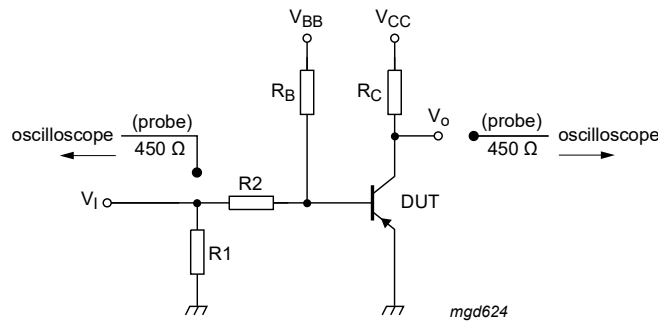 VBB
VCC
RB
RC
(probe)
450 Ω
oscilloscope
Vo
(probe)
450 Ω
oscilloscope
R2
VI
DUT
R1
mgd624